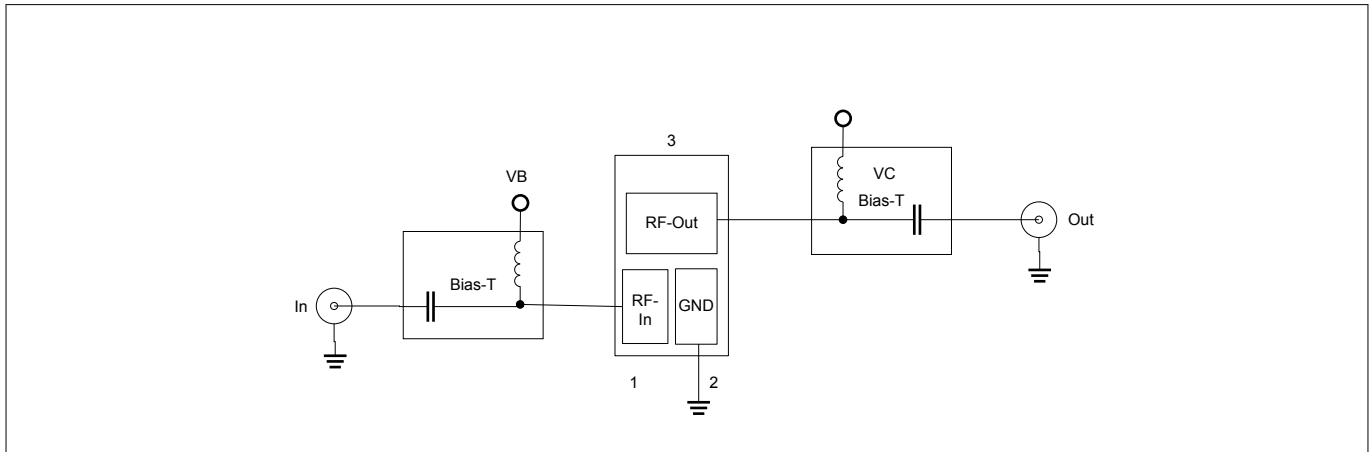 3
VC
VB
Bias-T
RF-Out
Out
Bias-T
RF-
In
GND
In
1
2